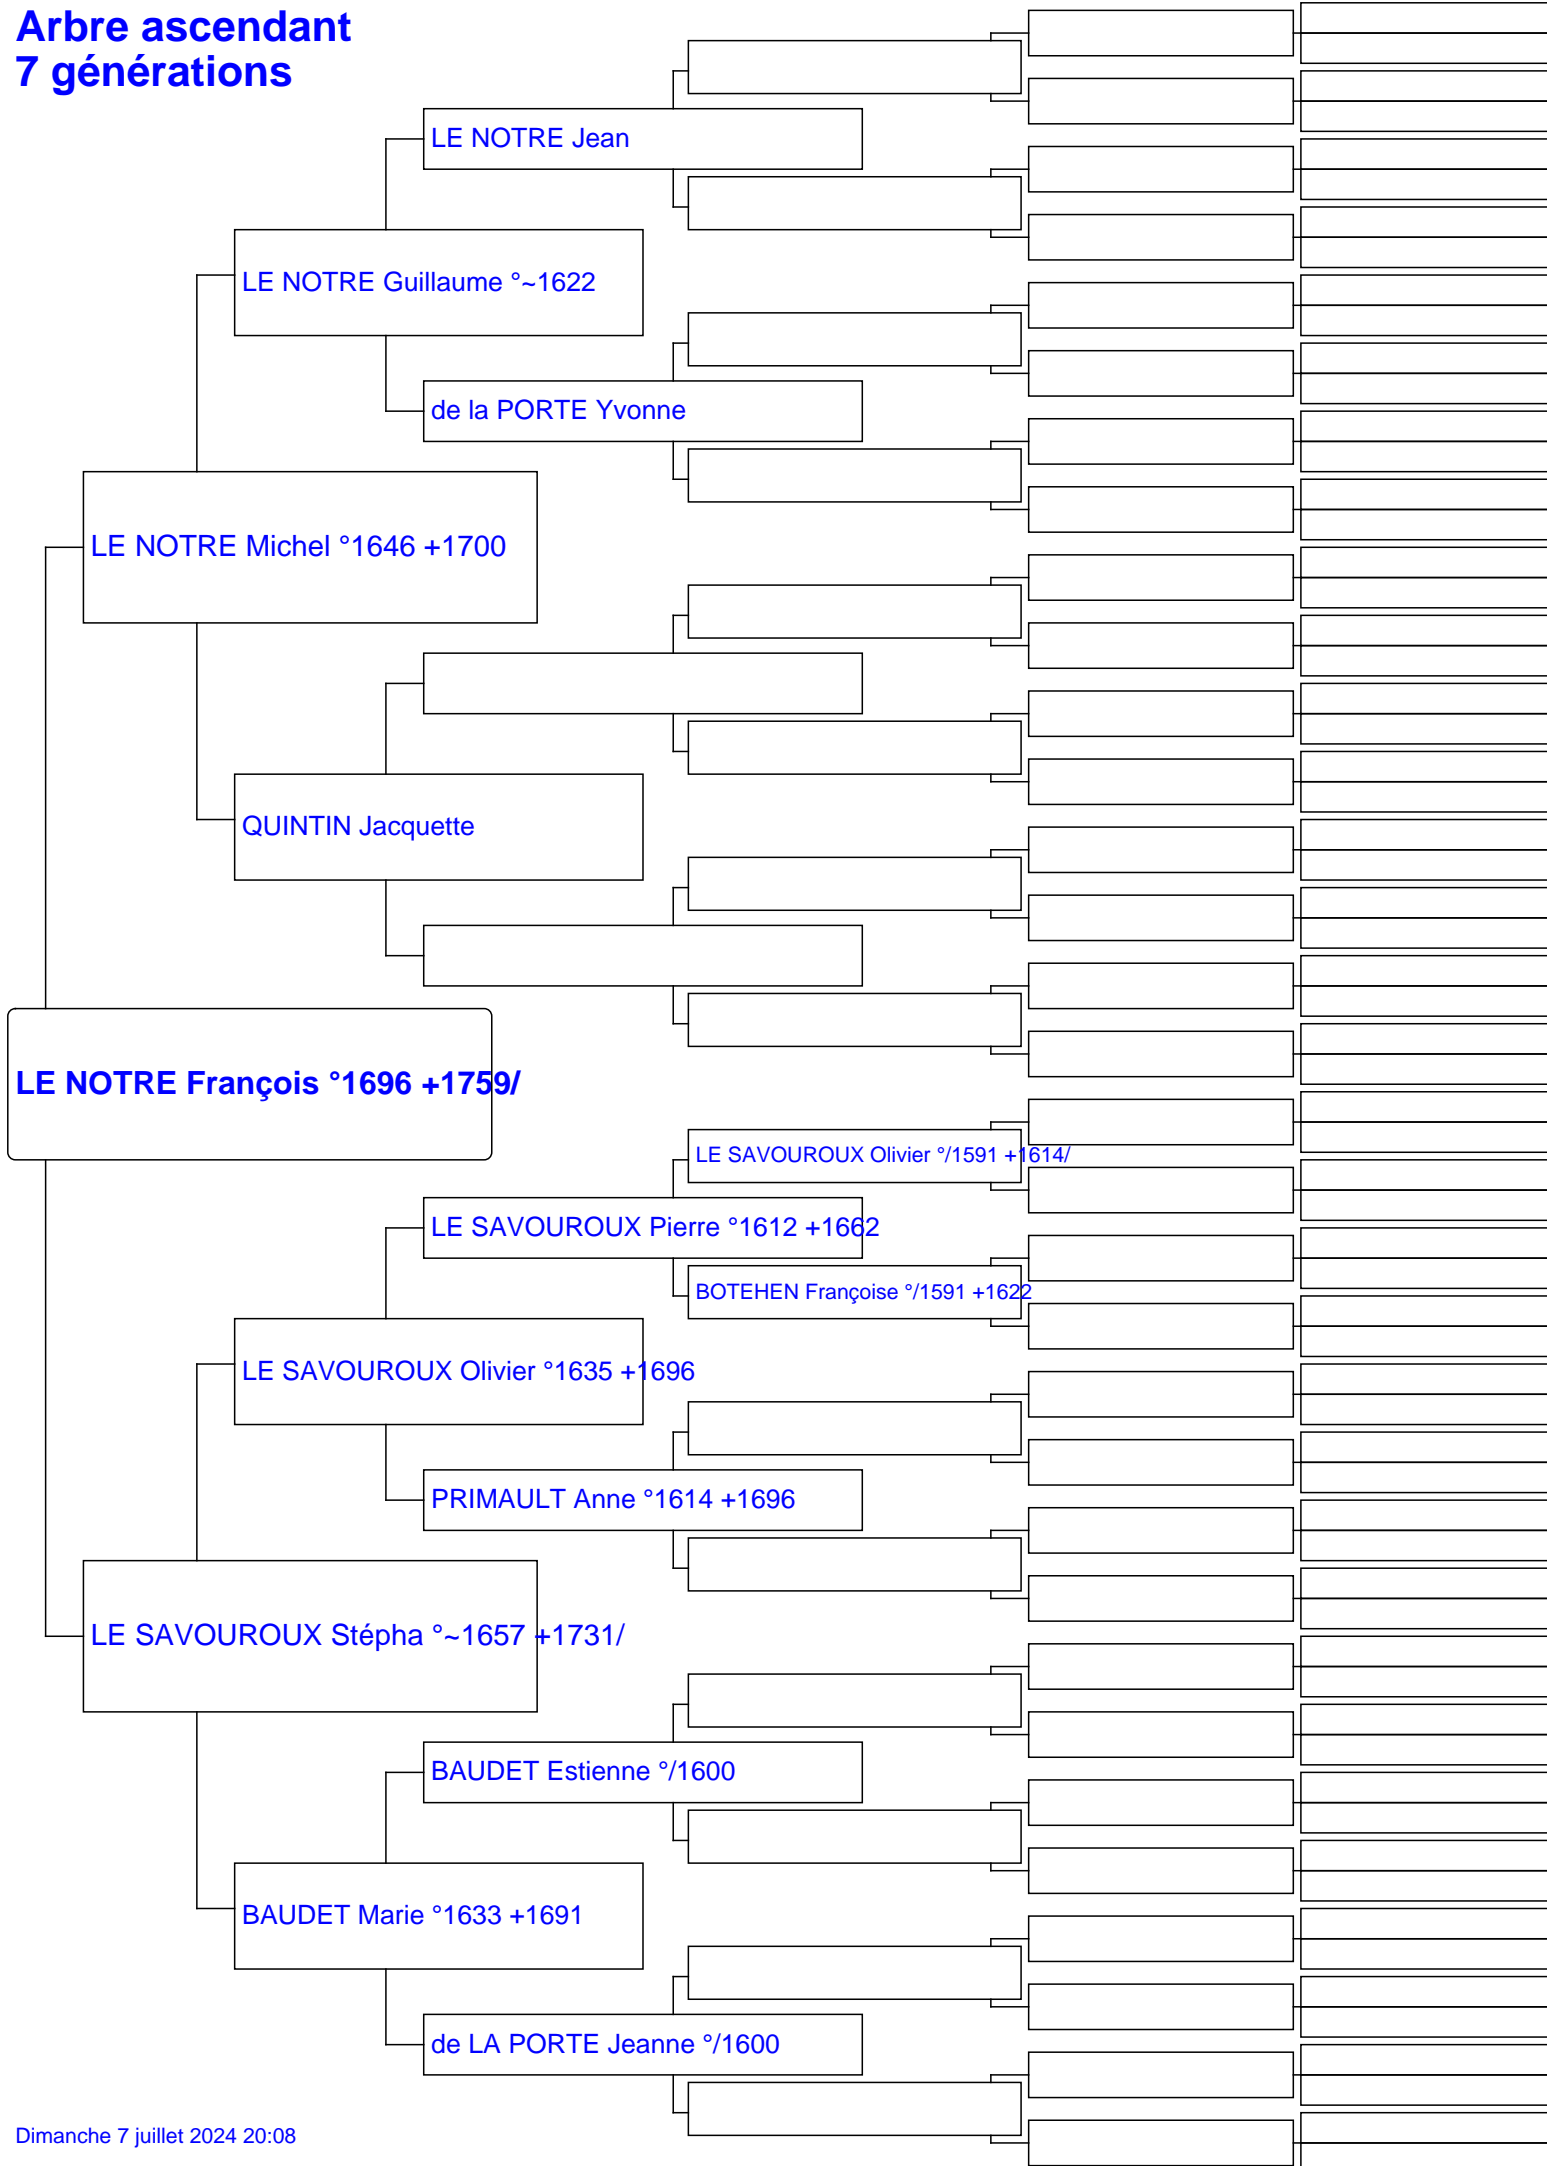 Arbre ascendant
7 générations
LE NOTRE Jean
LE NOTRE Guillaume °~1622
de la PORTE Yvonne
LE NOTRE Michel °1646 +1700
QUINTIN Jacquette
LE NOTRE François °1696 +1759/
LE SAVOUROUX Olivier °/1591 +1614/
LE SAVOUROUX Pierre °1612 +1662
BOTEHEN Françoise °/1591 +1622
LE SAVOUROUX Olivier °1635 +1696
PRIMAULT Anne °1614 +1696
LE SAVOUROUX Stépha °~1657 +1731/
BAUDET Estienne °/1600
BAUDET Marie °1633 +1691
de LA PORTE Jeanne °/1600
Dimanche 7 juillet 2024 20:08